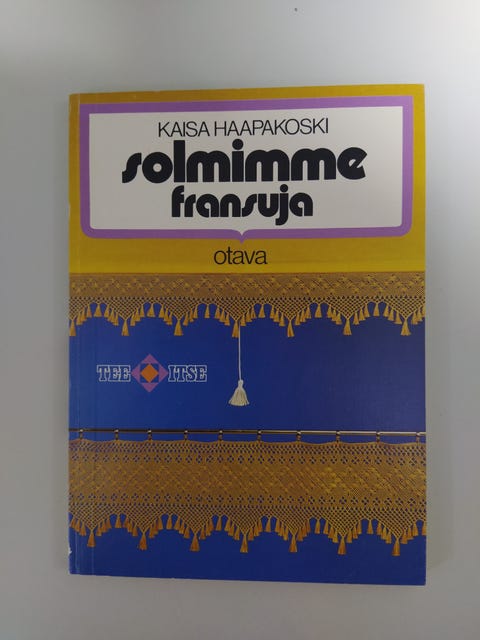 KAISA HAAPAKOSKI
solmimme
fransuja
otava
TEE ITSE